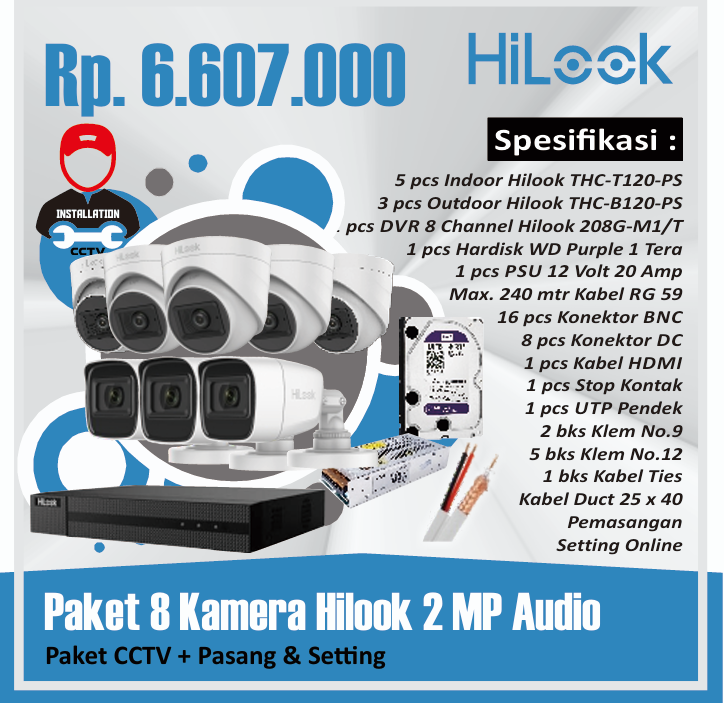 Rp. 6.607.000
HiLook
Spesifikasi :
INSTALLATION
CCTV
5 pcs Indoor Hilook THC-T120-PS
3 pcs Outdoor Hilook THC-B120-PS
. pcs DVR 8 Channel Hilook 208G-M1/T
1 pcs Hardisk WD Purple 1 Tera
1 pcs PSU 12 Volt 20 Amp
Max. 240 mtr Kabel RG 59
16 pcs Konektor BNC
8 pcs Konektor DC
1 pcs Kabel HDMI
1 pcs Stop Kontak
1 pcs UTP Pendek
2 bks Klem No.9
5 bks Klem No.12
1 bks Kabel Ties
Kabel Duct 25 x 40
Pemasangan
Setting Online
HiLook
HiLook
HiLook
Paket 8 Kamera Hilook 2 MP Audio
Paket CCTV + Pasang & Setting